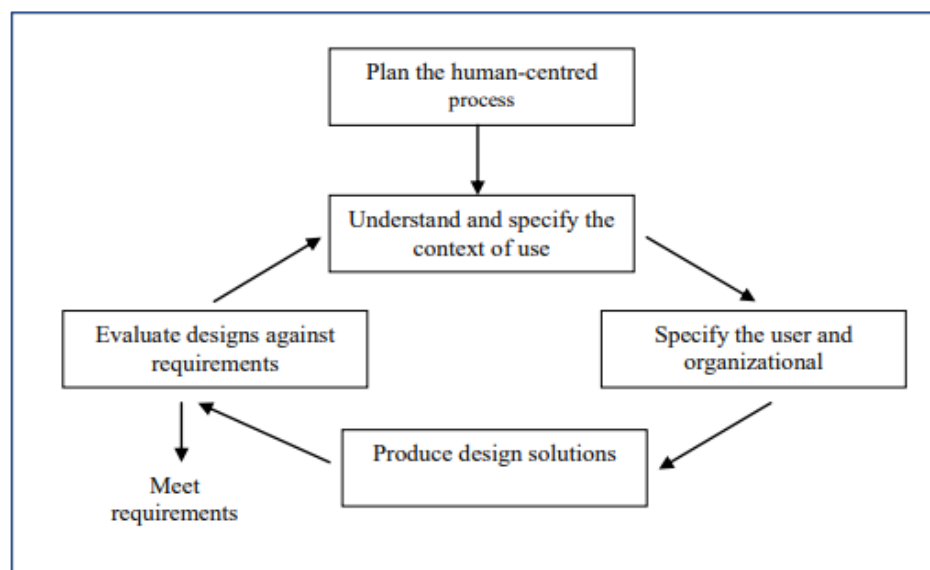 Plan the human-centred
process
Understand and specify the
context of use
Evaluate designs against
requirements
Specify the user and
organizational
Produce design solutions
Meet
requirements